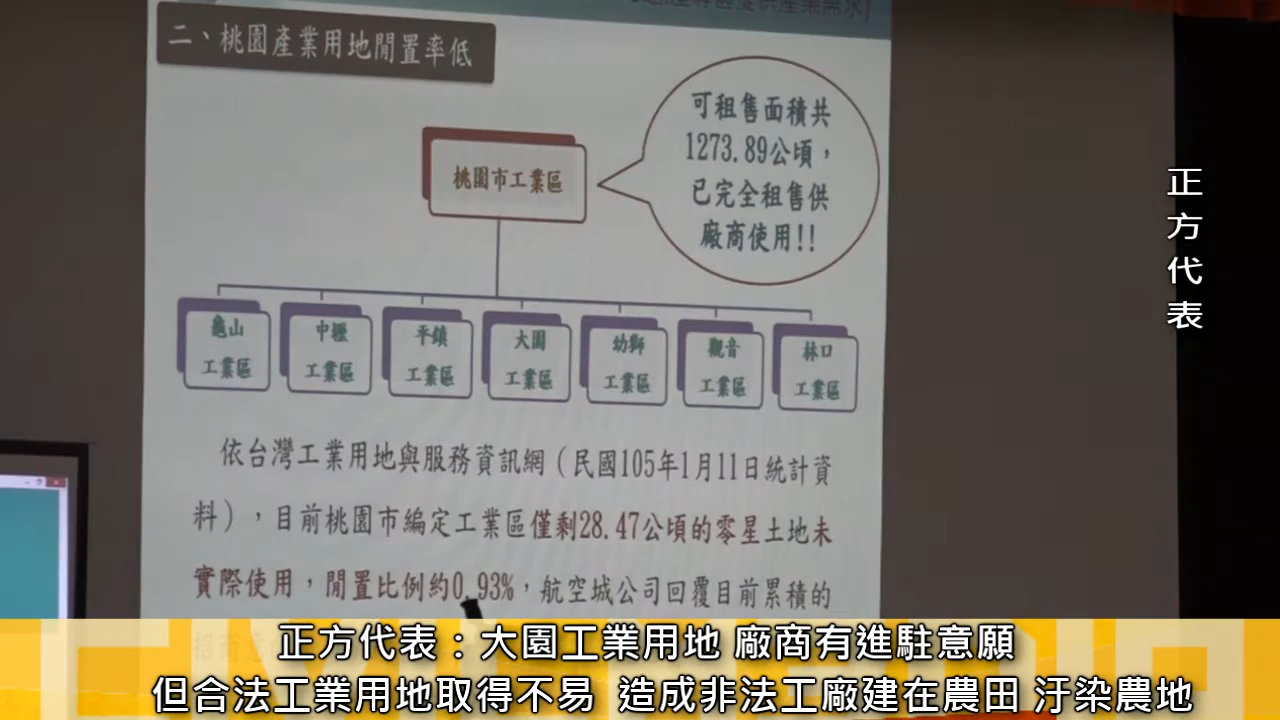 二、桃園產業用地閒置率低
可租售面積共
1273.89公頃，
已完全租售供
廠商使用!!
桃園市工業區
龜山
工業區
中壢
工業區
平鎮
工業區
大園
工業區
幼獅
工業區
觀音
工業區
林口
工業區
依台灣工業用地與服務資訊網（民國105年1月11日統計資
料），目前桃園市編定工業區僅剩28.47公頃的零星土地未
實際使用，閒置比例約0.93%，航空城公司回覆目前累積的
正方代表
正方代表：大園工業用地 廠商有進駐意願
但合法工業用地取得不易 造成非法工廠建在農田 汙染農地